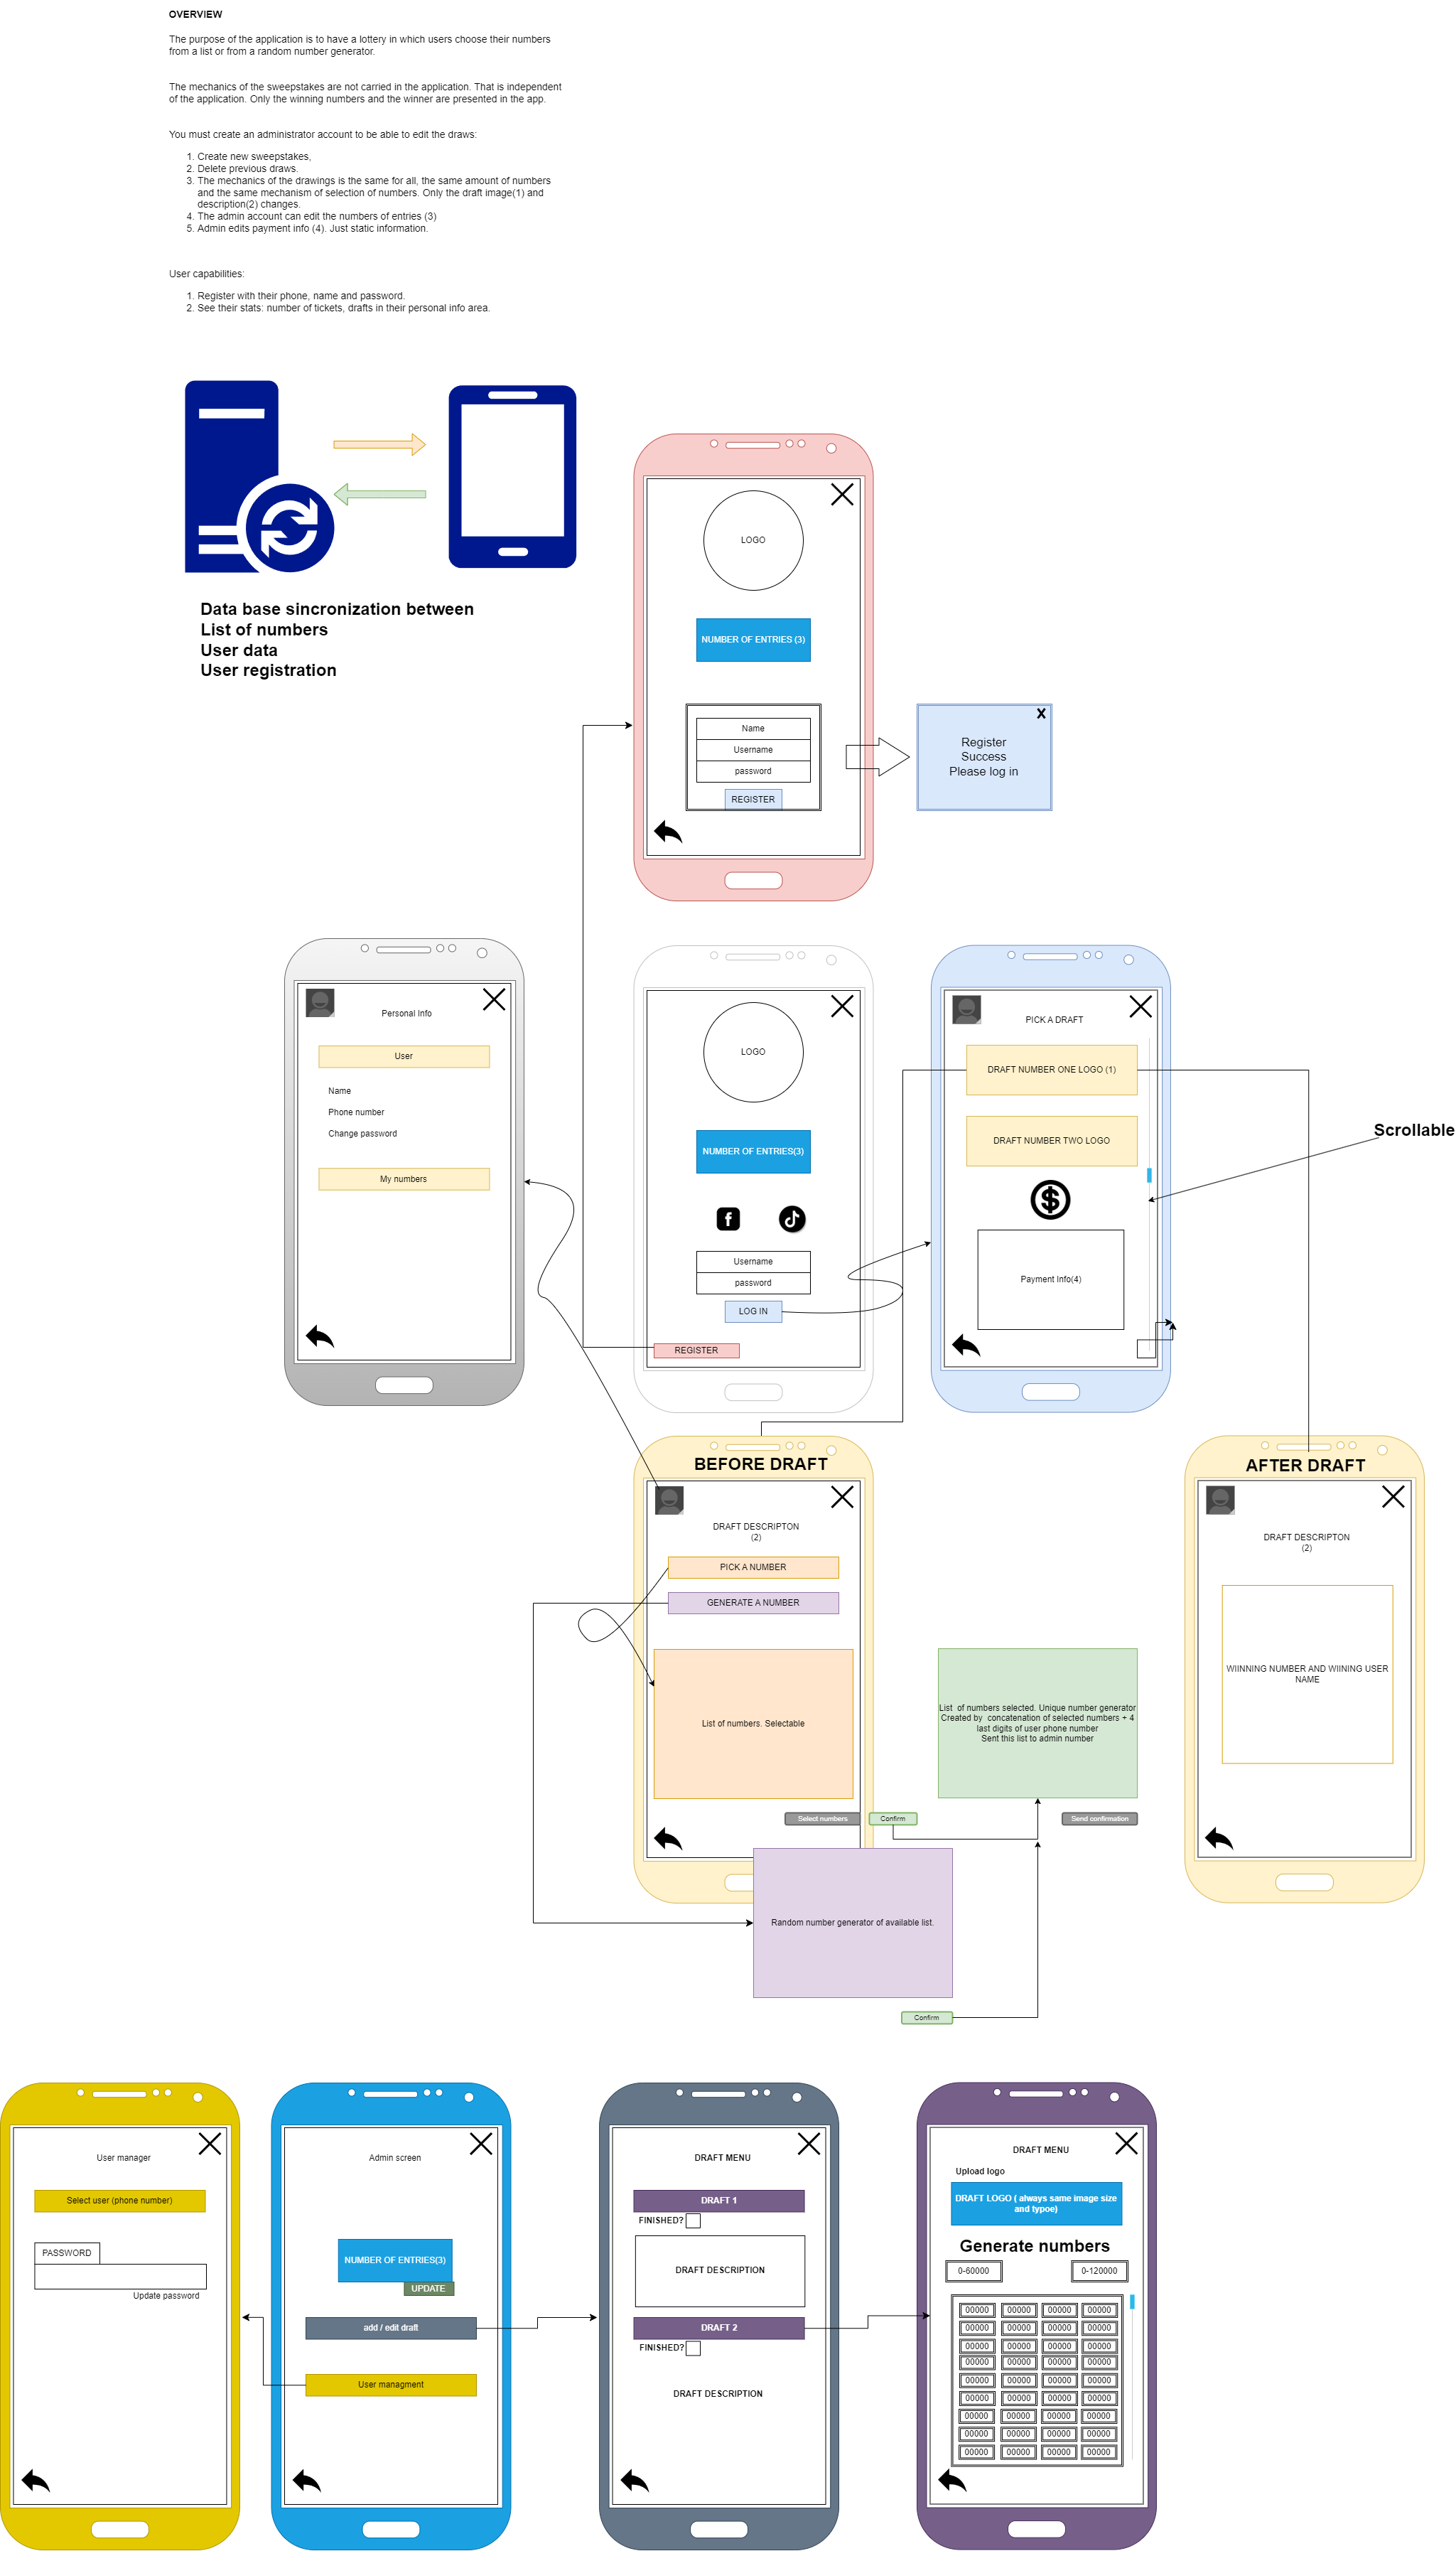 OVERVIEW
The purpose of the application is to have a lottery in which users choose their numbers
from a list or from a random number generator.
The mechanics of the sweepstakes are not carried in the application. That is independent
of the application. Only the winning numbers and the winner are presented in the app.
You must create an administrator account to be able to edit the draws:
1. Create new sweepstakes,
2. Delete previous draws.
3. The mechanics of the drawings is the same for all, the same amount of numbers
and the same mechanism of selection of numbers. Only the draft image(1) and
description(2) changes.
4. The admin account can edit the numbers of entries (3)
5. Admin edits payment info (4). Just static information.
User capabilities:
1. Register with their phone, name and password.
2. See their stats: number of tickets, drafts in their personal info area.
Data base sincronization between
List of numbers
User data
User registration
LOGO
NUMBER OF ENTRIES (3)
Name
Username
password
REGISTER
X
Register
Success
Please log in
Personal Info
User
Name
Phone number
Change password
My numbers
LOGO
NUMBER OF ENTRIES(3)
Username
password
LOG IN
REGISTER
PICK A DRAFT
DRAFT NUMBER ONE LOGO (1)
DRAFT NUMBER TWO LOGO
Payment Info(4)
Scrollable
BEFORE DRAFT
DRAFT DESCRIPTON
(2)
PICK A NUMBER
GENERATE A NUMBER
List of numbers. Selectable
Select numbers
Confirm
List of numbers selected. Unique number generator
Created by concatenation of selected numbers + 4
last digits of user phone number
Sent this list to admin number
Send confirmation
Random number generator of available list.
Confirm
AFTER DRAFT
DRAFT DESCRIPTON
(2)
WIINNING NUMBER AND WIINING USER
NAME
User manager
Select user (phone number)
PASSWORD
Update password
Admin screen
NUMBER OF ENTRIES(3)
UPDATE
add / edit draft
User managment
DRAFT MENU
DRAFT 1
FINISHED?
DRAFT DESCRIPTION
DRAFT 2
FINISHED?
DRAFT DESCRIPTION
DRAFT MENU
Upload logo
DRAFT LOGO ( always same image size
and typoe)
Generate numbers
0-60000 0-120000
00000 00000 00000 00000
00000 00000 00000 00000
00000 00000 00000 00000
00000 00000 00000 00000
00000 00000 00000 00000
00000 00000 00000 00000
00000 00000 00000 00000
00000 00000 00000 00000
00000 00000 00000 00000